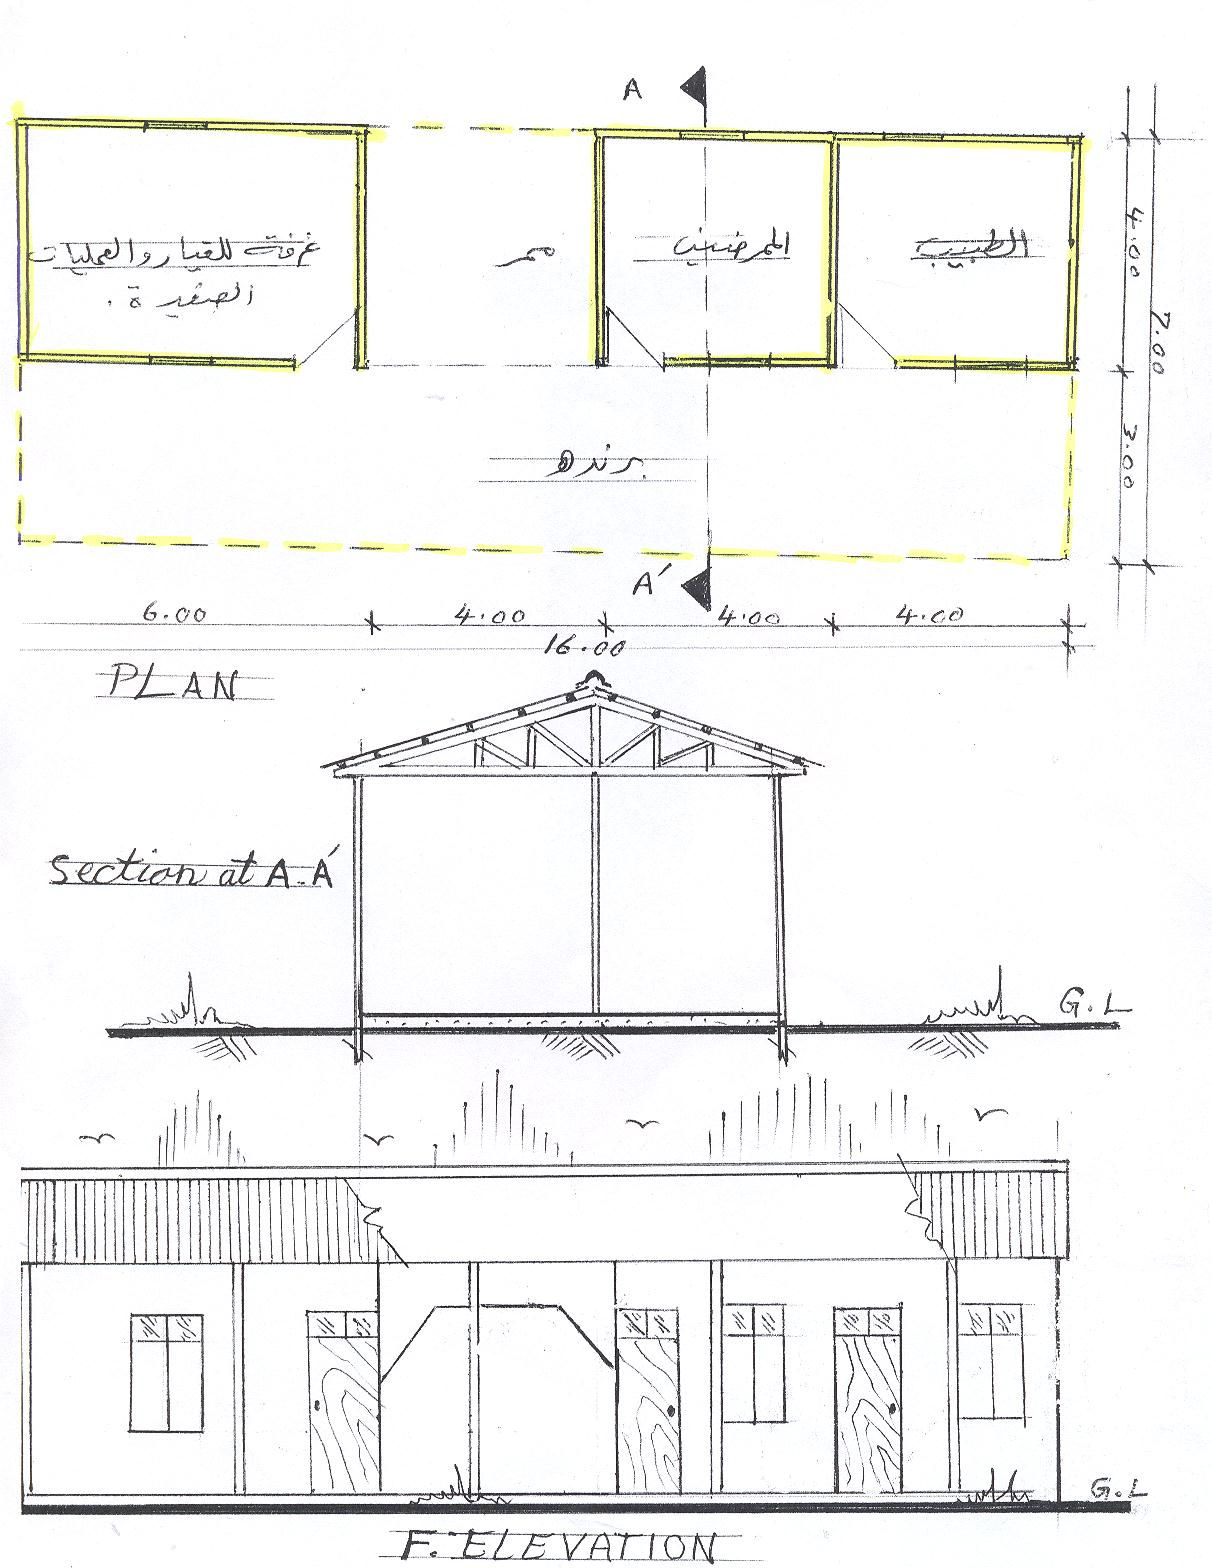 A
غرفة للغيار والعمليات
الصغيرة .
ممر
الممرضين
الطبيب
4.00
7.00
3.00
برنده
A´
6.00
4.00
4.00
4.00
16.00
PLAN
Section at A.A´
G.L
G.L
F. ELEVATION